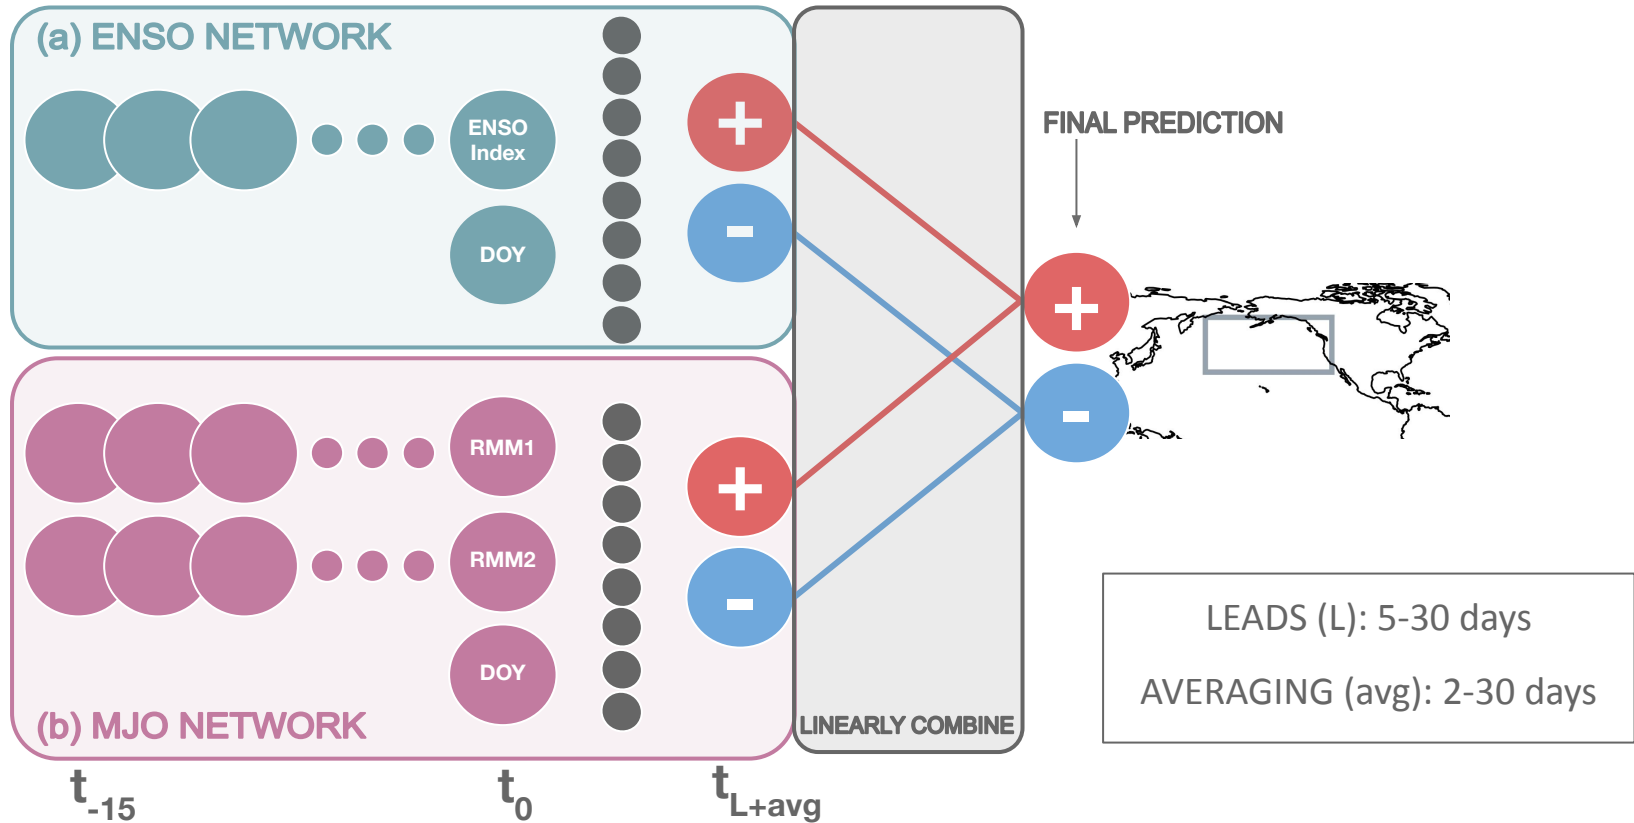 (a) ENSO NETWORK
ENSO
Index
DOY
+
-
FINAL PREDICTION
+
-
RMM1
RMM2
DOY
+
-
(b) MJO NETWORK
LINEARLY COMBINE
LEADS (L): 5-30 days
AVERAGING (avg): 2-30 days
t-15
t0
tL+avg